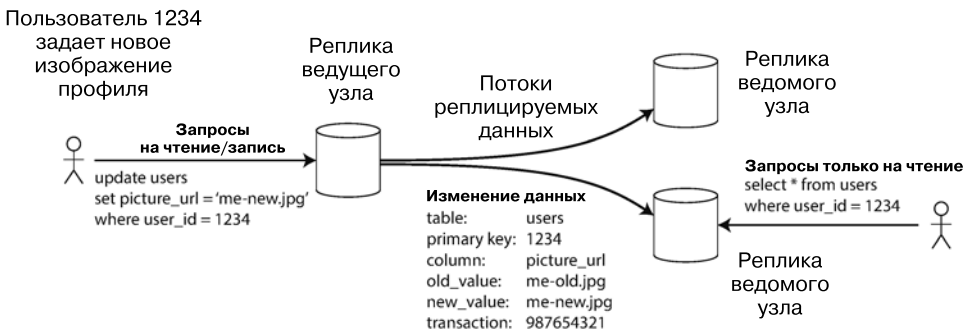 Пользователь 1234
задает новое
изображение
профиля
Реплика
ведущего
узла
Запросы
на чтение/запись
update users
set picture_url = 'me-new.jpg'
where user_id = 1234
Потоки
реплицируемых
данных
Реплика
ведомого
узла
Изменение данных
table: users
primary key: 1234
column: picture_url
old_value: me-old.jpg
new_value: me-new.jpg
transaction: 987654321
Запросы только на чтение
select * from users
where user_id = 1234
Реплика
ведомого
узла